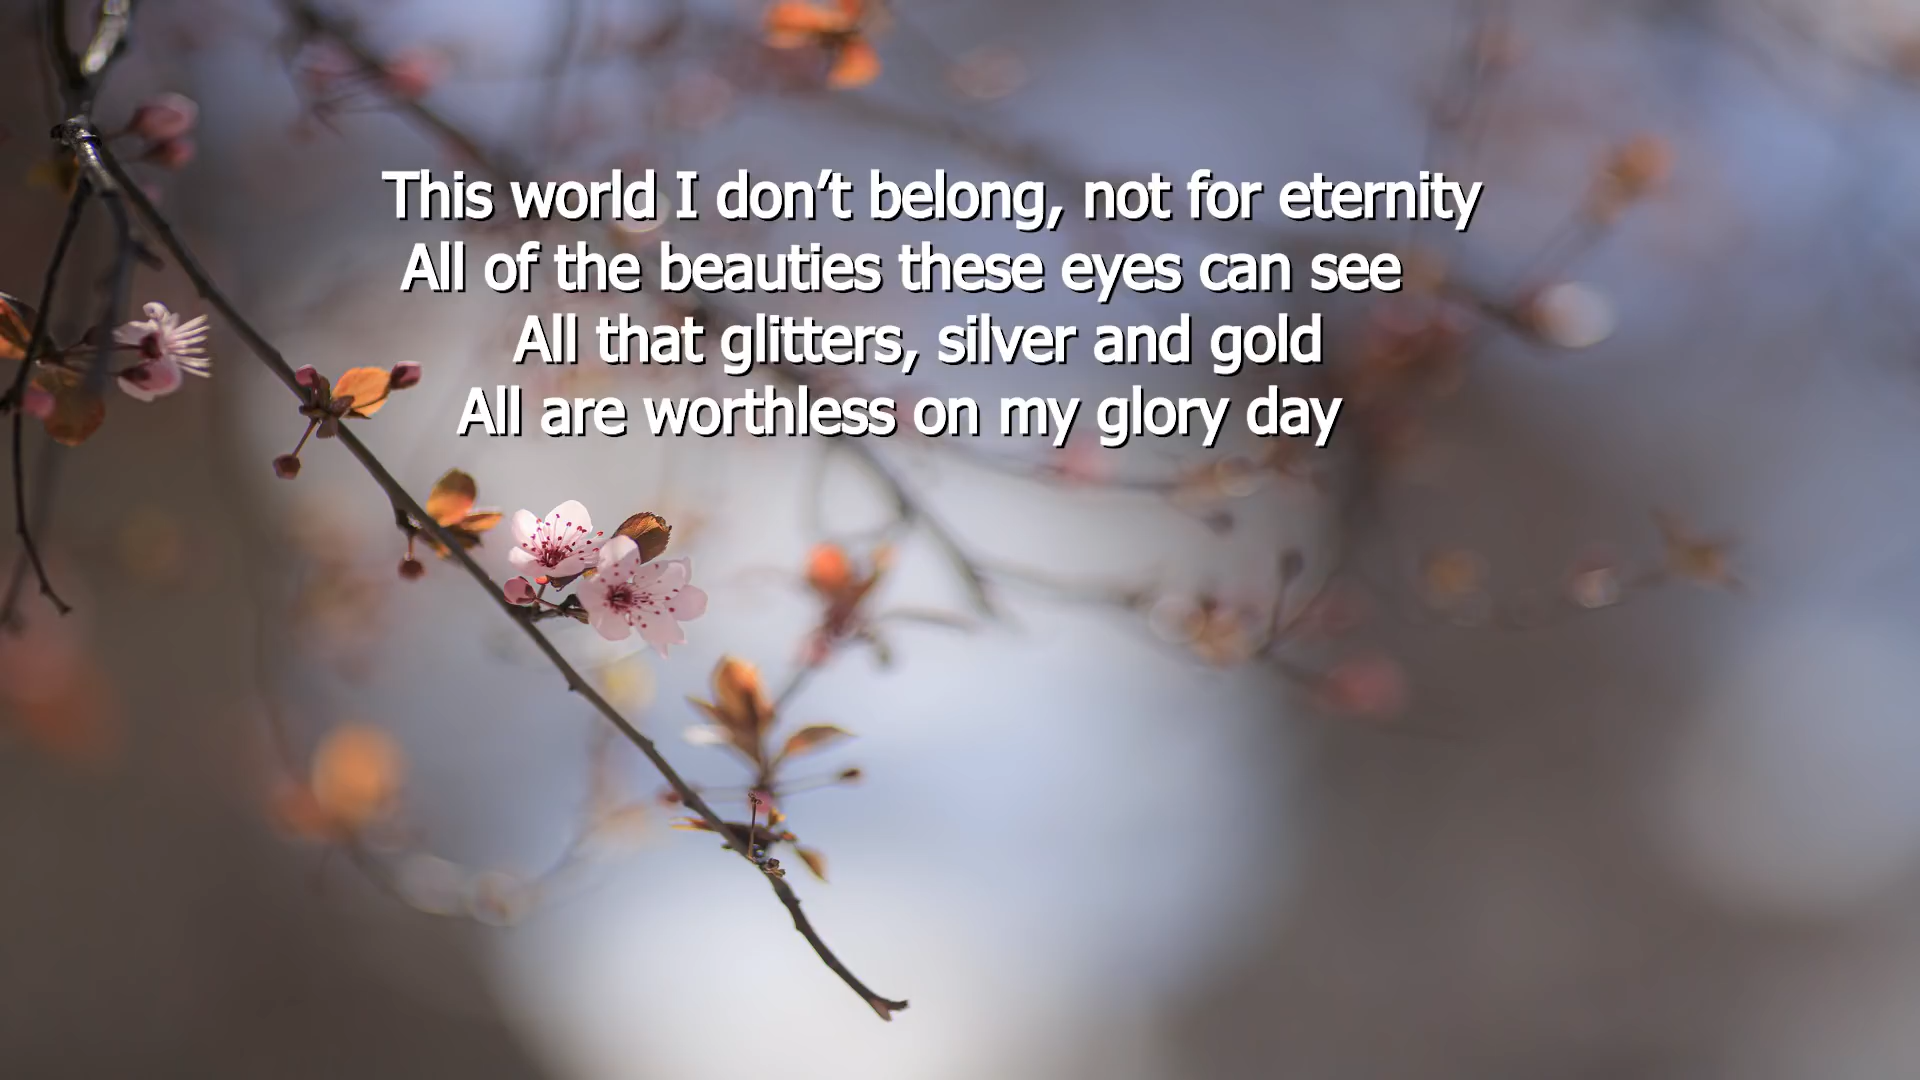 This world I don’t belong, not for eternity
All of the beauties these eyes can see
All that glitters, silver and gold
All are worthless on my glory day